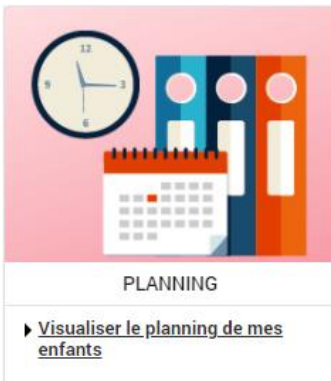 12
9 3
6
PLANNING
Visualiser le planning de mes
enfants